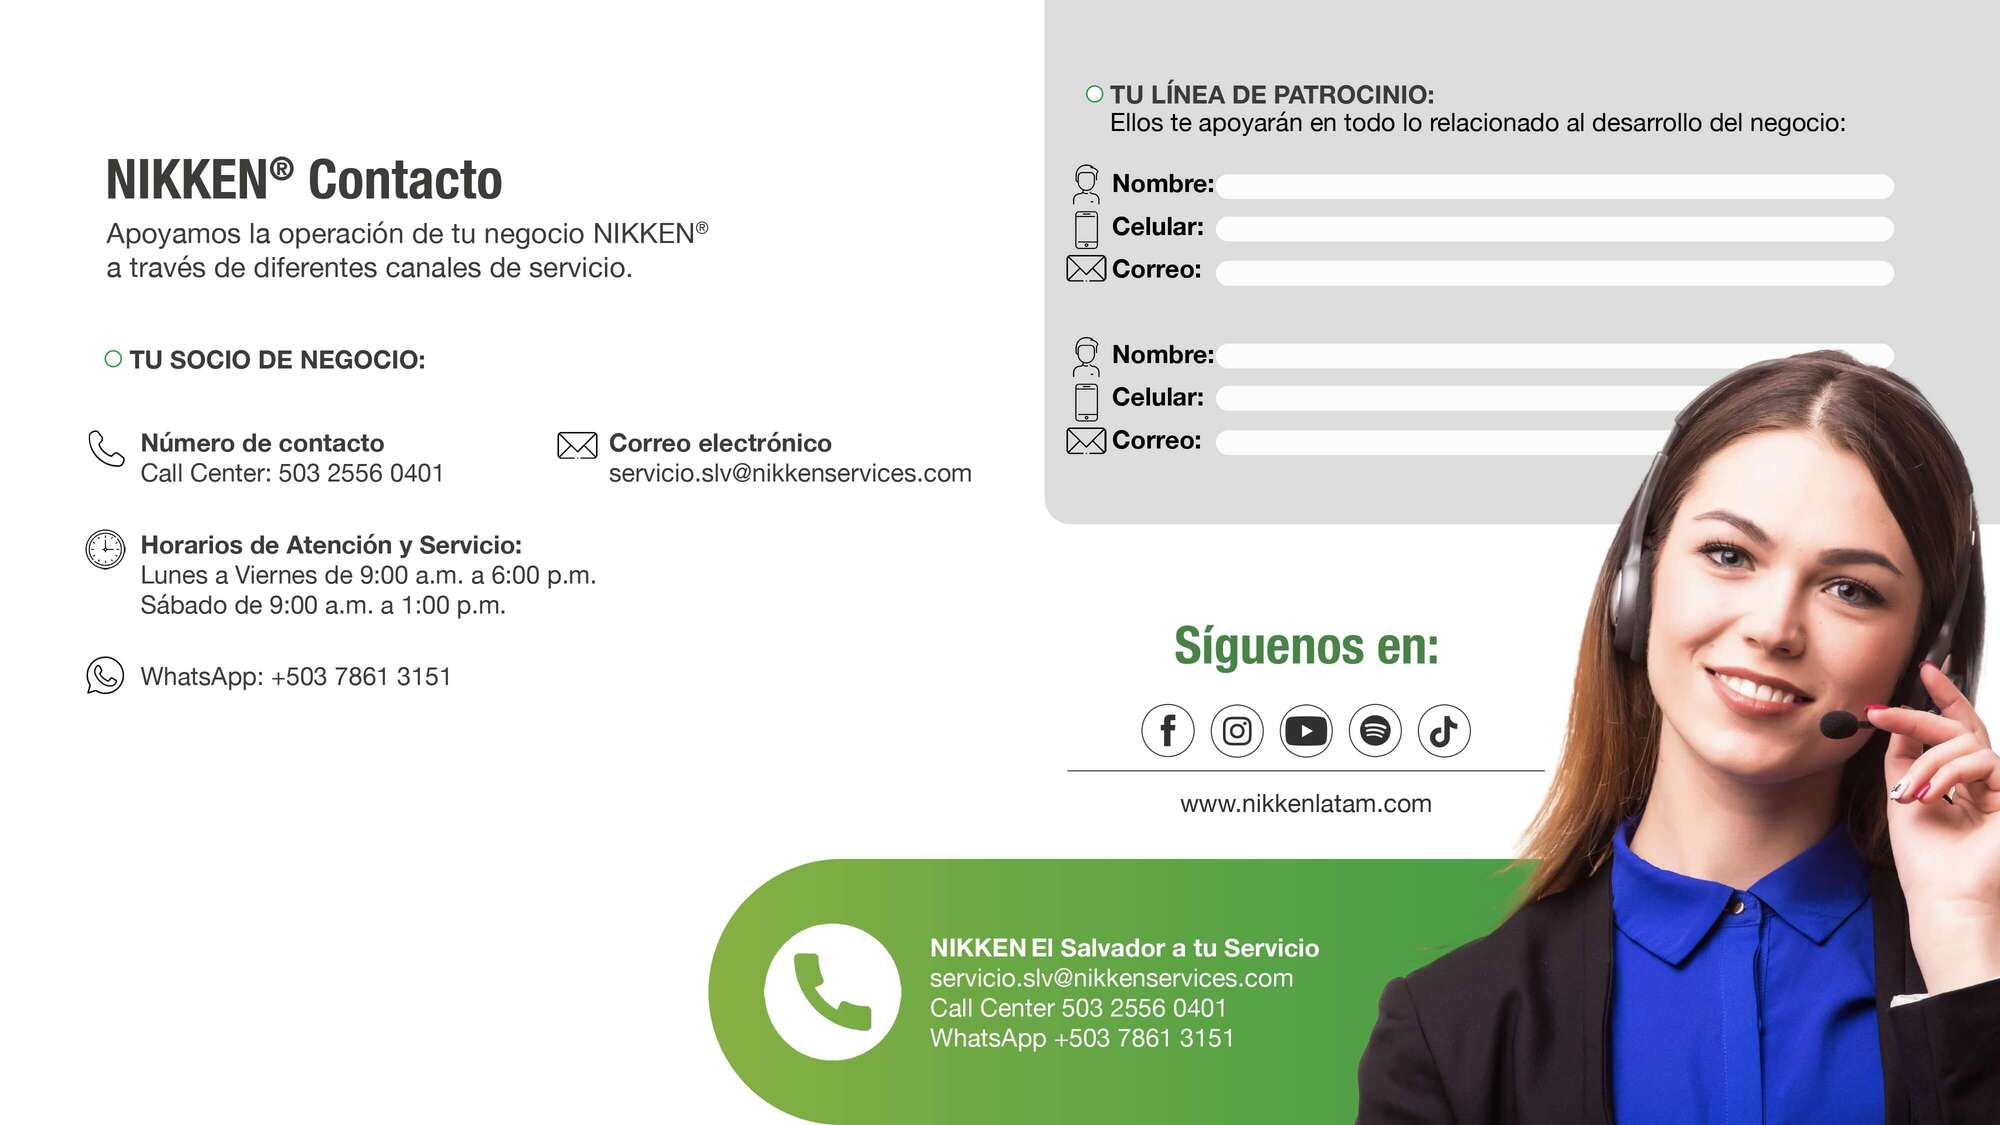 NIKKEN® Contacto
Apoyamos la operación de tu negocio NIKKEN®
a través de diferentes canales de servicio.
TU SOCIO DE NEGOCIO:
Número de contacto
Call Center: 503 2556 0401
Correo electrónico
servicio.slv@nikkenservices.com
Horarios de Atención y Servicio:
Lunes a Viernes de 9:00 a.m. a 6:00 p.m.
Sábado de 9:00 a.m. a 1:00 p.m.
WhatsApp: +503 7861 3151
TU LÍNEA DE PATROCINIO:
Ellos te apoyarán en todo lo relacionado al desarrollo del negocio:
Nombre:
Celular:
Correo:
Nombre:
Celular:
Correo:
Síguenos en:
www.nikkenlatam.com
NIKKEN El Salvador a tu Servicio
servicio.slv@nikkenservices.com
Call Center 503 2556 0401
WhatsApp +503 7861 3151